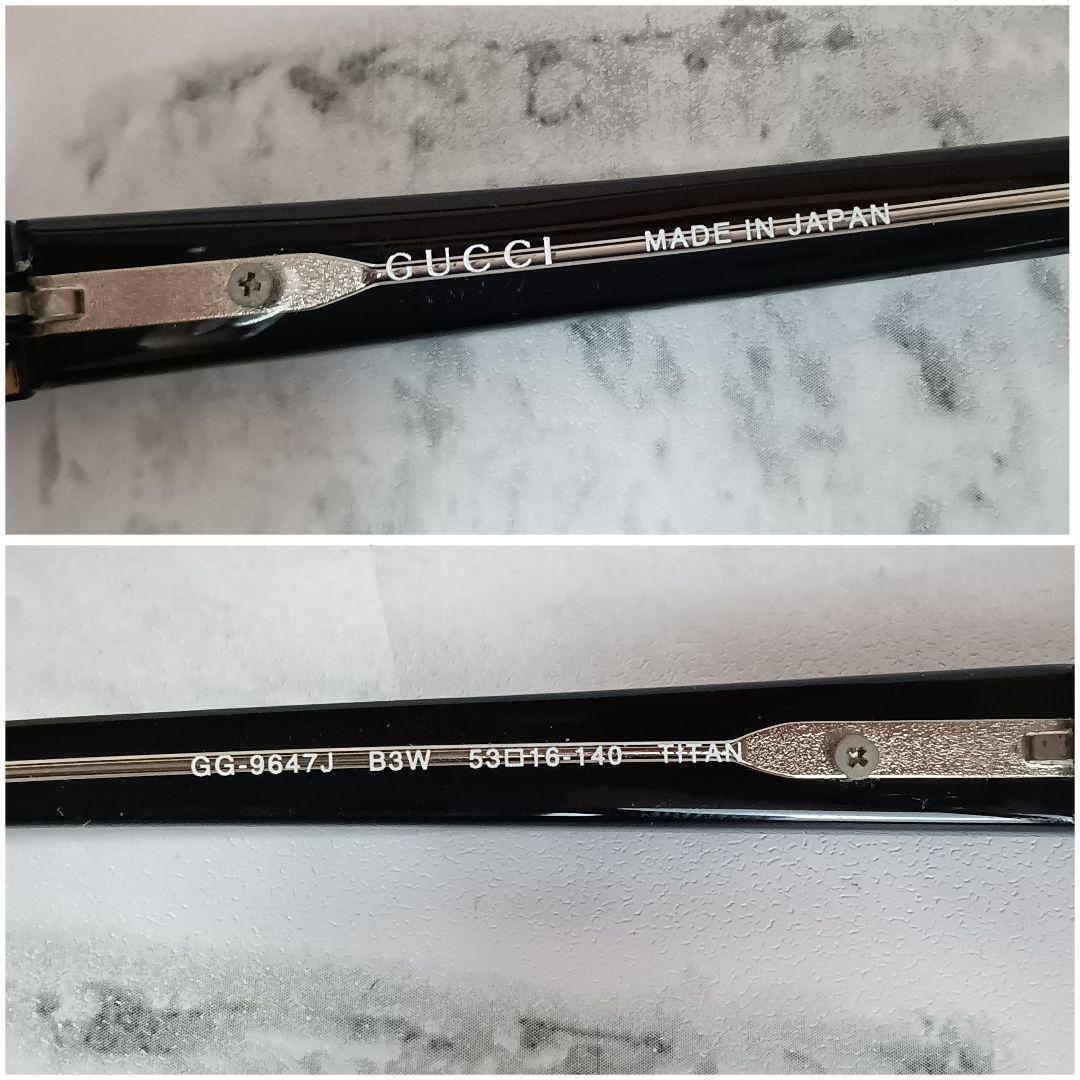 GUCCI MADE IN JAPAN
GG-9647J B3W 53□16-140 TITAN